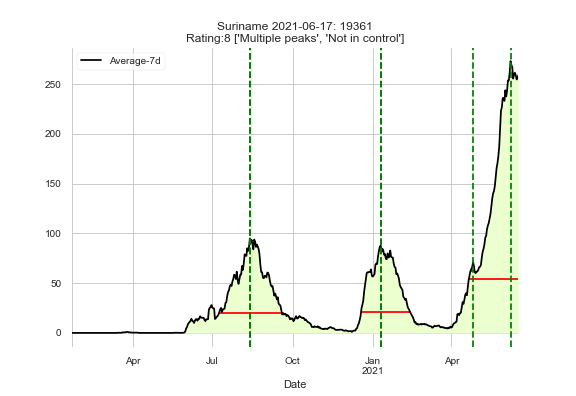 Suriname 2021-06-17: 19361
Rating:8 ['Multiple peaks', 'Not in control']
Average-7d
250
200
150
100
50
0
Apr
Jul
Oct
Jan
2021
Apr
Date